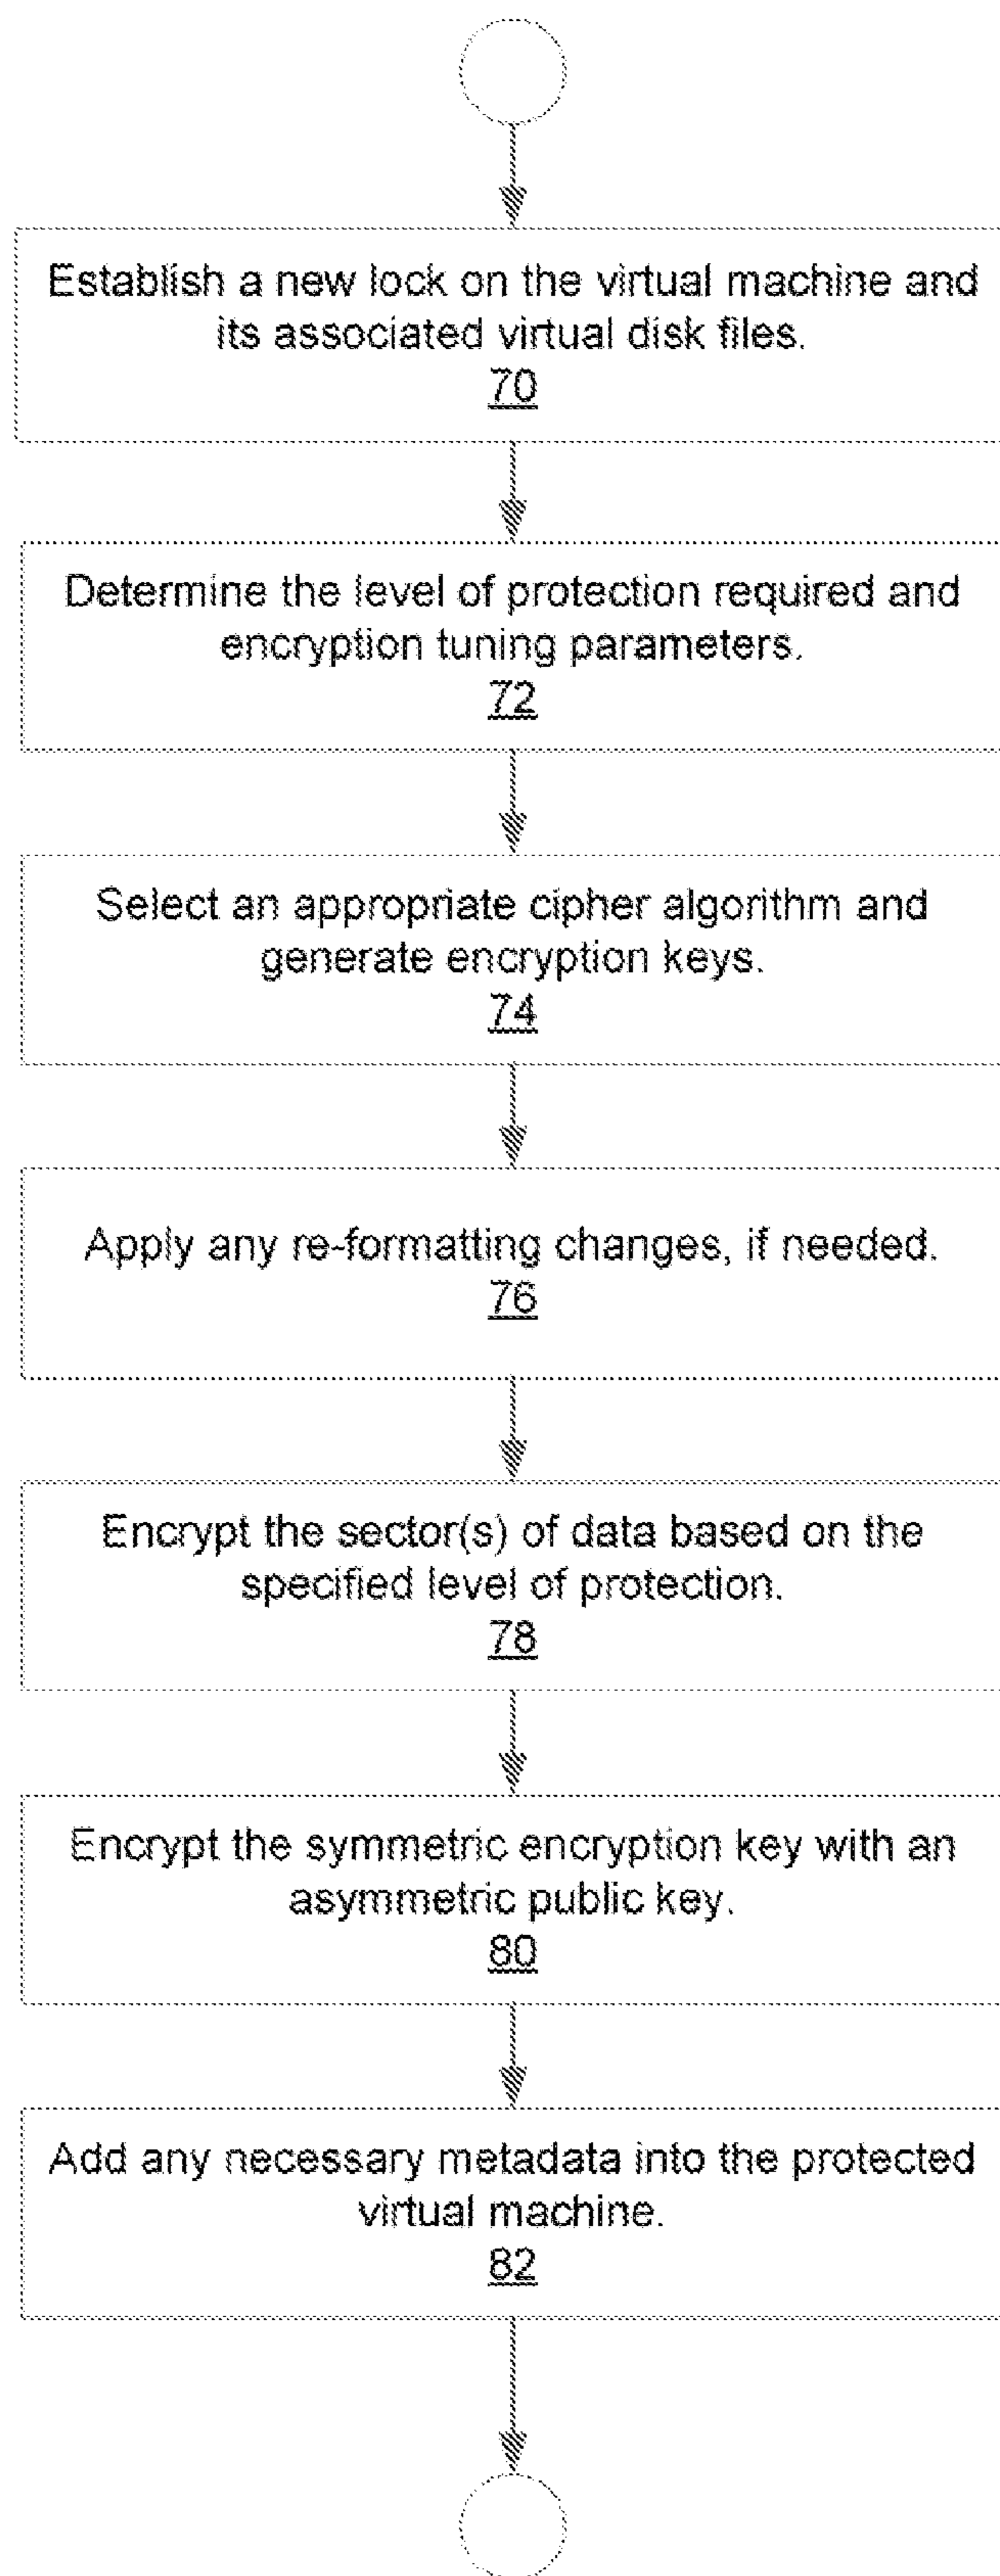 Establish a new lock on the virtual machine and
its associated virtual disk files.
70
Determine the level of protection required and
encryption tuning parameters.
72
Select an appropriate cipher algorithm and
generate encryption keys.
74
Apply any re-formatting changes, if needed.
76
Encrypt the sector(s) of data based on the
specified level of protection.
78
Encrypt the symmetric encryption key with an
asymmetric public key.
80
Add any necessary metadata into the protected
virtual machine.
82